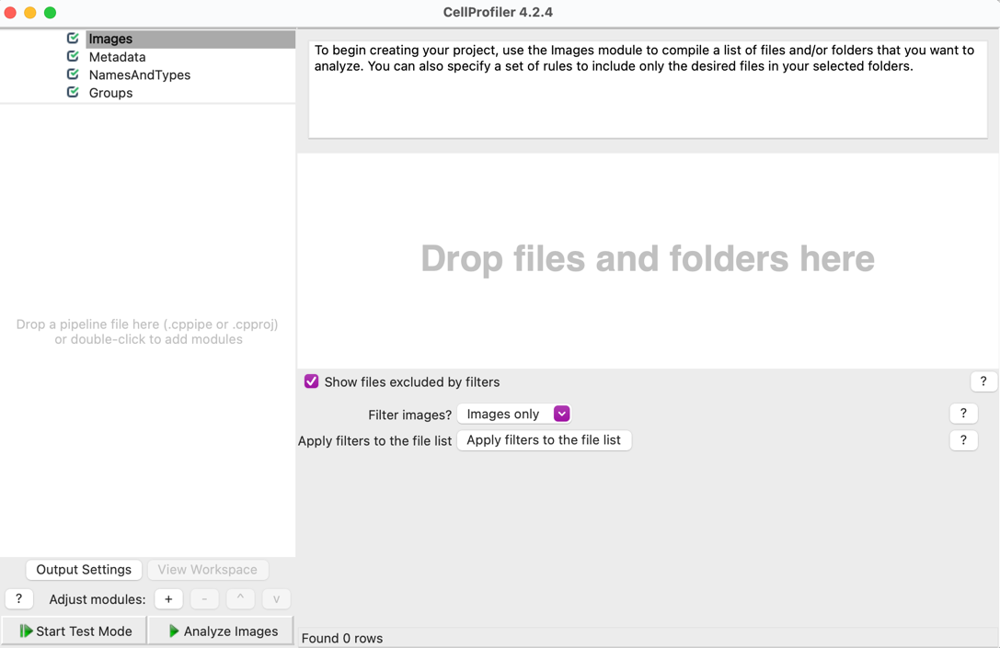 CellProfiler 4.2.4
Images
Metadata
NamesAndTypes
Groups
To begin creating your project, use the Images module to compile a list of files and/or folders that you want to
analyze. You can also specify a set of rules to include only the desired files in your selected folders.
Drop files and folders here
Drop a pipeline file here (.cppipe or .cpproj)
or double-click to add modules
Show files excluded by filters ?
Filter images? Images only ?
Apply filters to the file list Apply filters to the file list ?
Output Settings View Workspace
? Adjust modules: + - ^ v
Start Test Mode Analyze Images
Found 0 rows